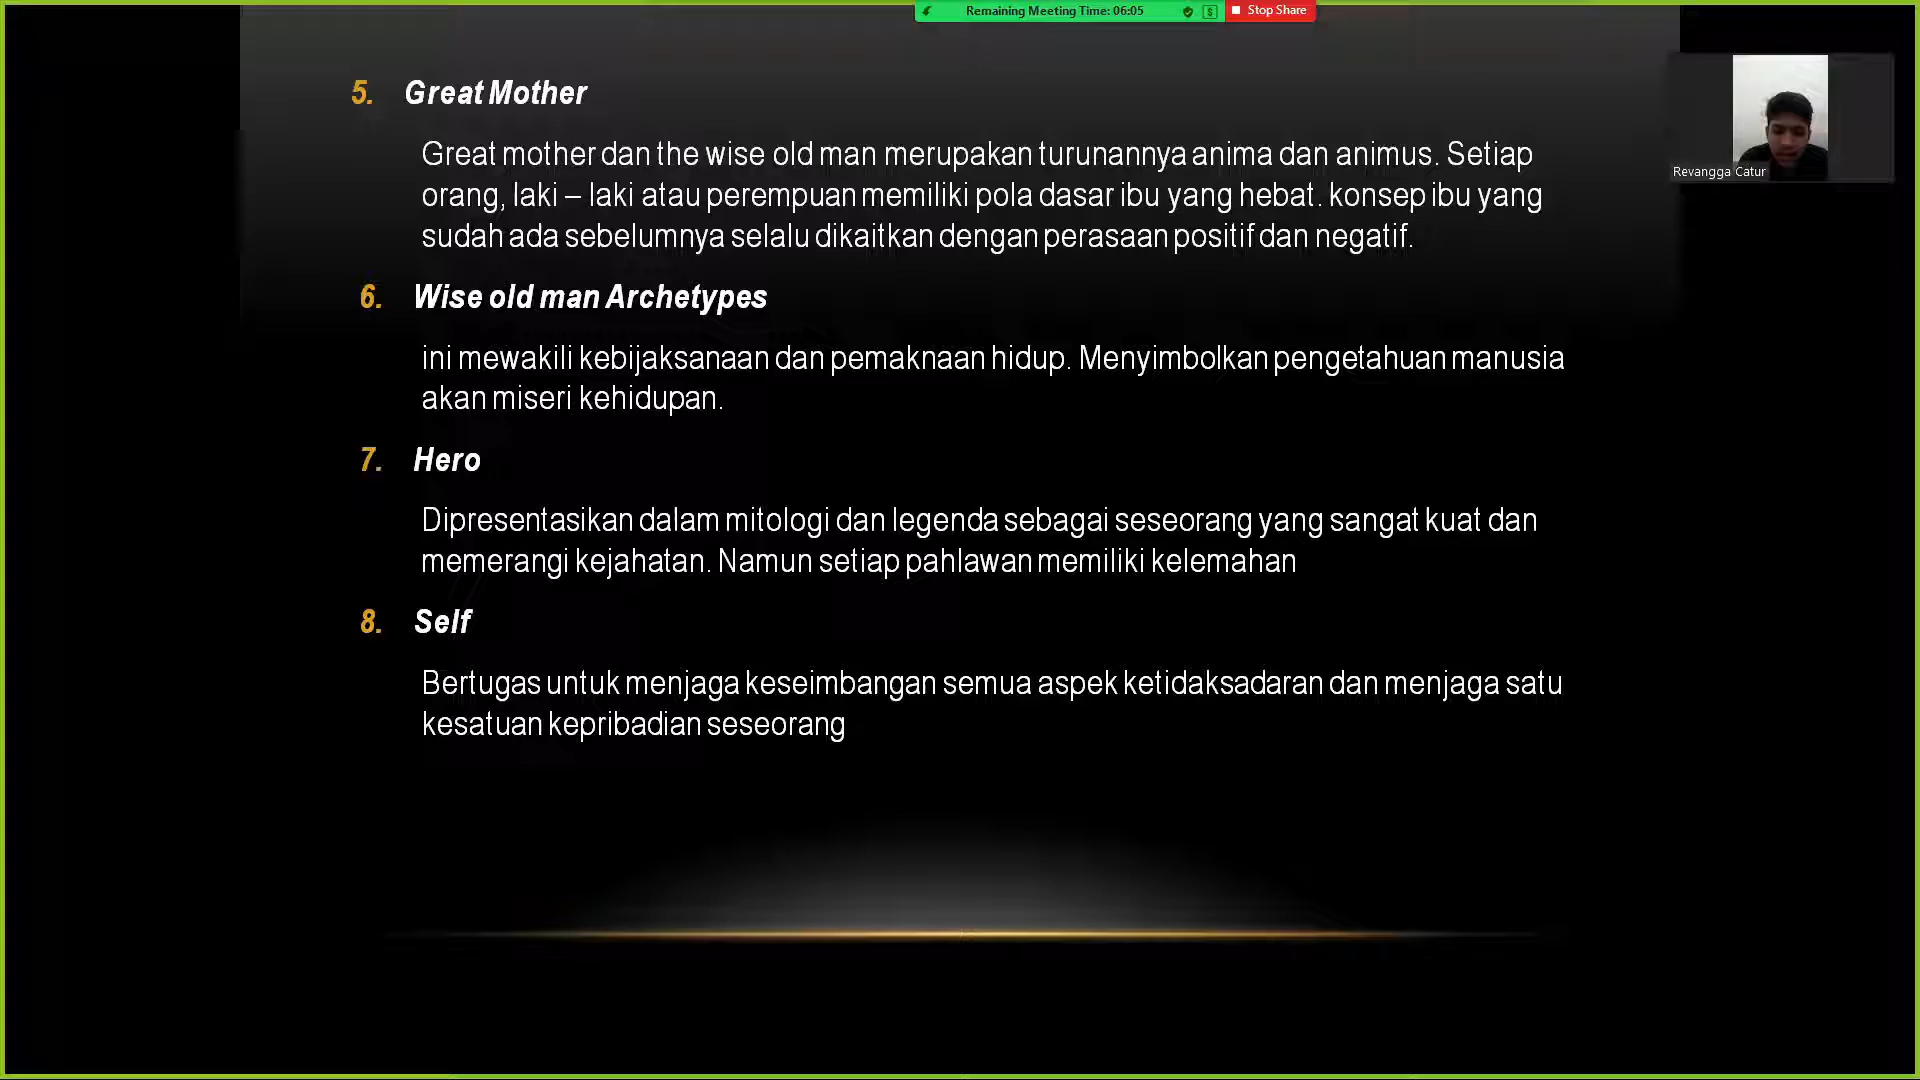 Remaining Meeting Time: 06:05 Stop Share
Revangga Catur
5. Great Mother
Great mother dan the wise old man merupakan turunannya anima dan animus. Setiap
orang, laki – laki atau perempuan memiliki pola dasar ibu yang hebat. konsep ibu yang
sudah ada sebelumnya selalu dikaitkan dengan perasaan positif dan negatif.
6. Wise old man Archetypes
ini mewakili kebijaksanaan dan pemaknaan hidup. Menyimbolkan pengetahuan manusia
akan miseri kehidupan.
7. Hero
Dipresentasikan dalam mitologi dan legenda sebagai seseorang yang sangat kuat dan
memerangi kejahatan. Namun setiap pahlawan memiliki kelemahan
8. Self
Bertugas untuk menjaga keseimbangan semua aspek ketidaksadaran dan menjaga satu
kesatuan kepribadian seseorang